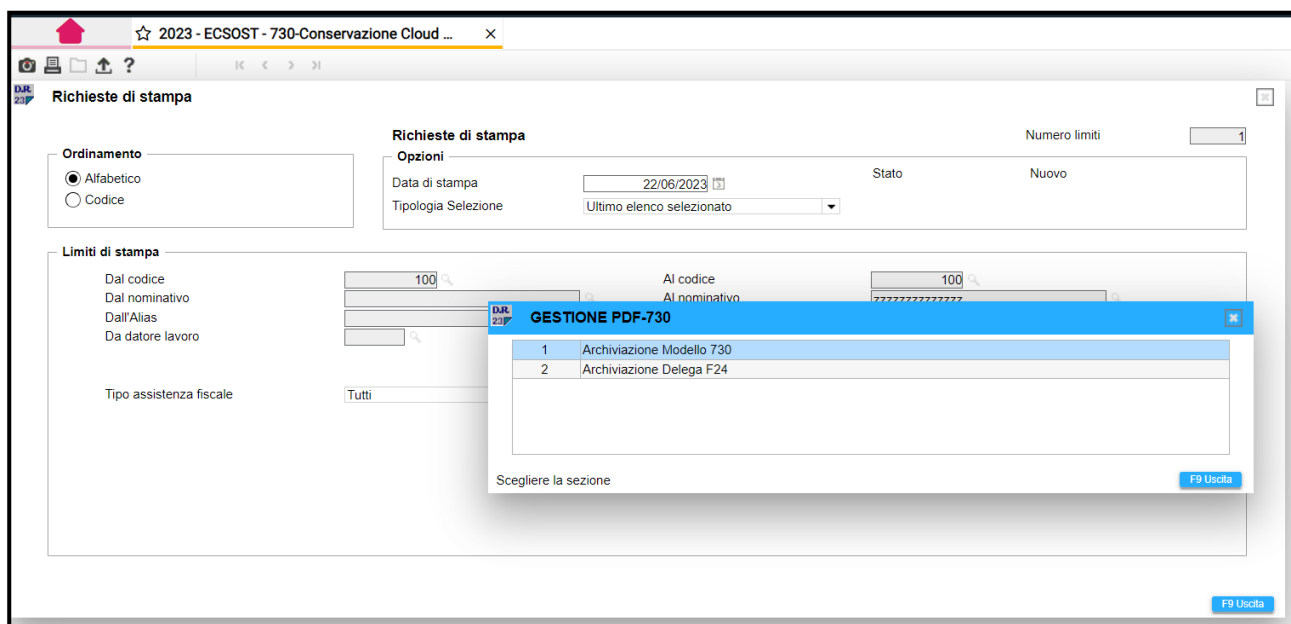 2023 - ECSOST - 730-Conservazione Cloud ...
?
D.R.
23
Richieste di stampa
Richieste di stampa
Numero limiti 1
Ordinamento
Alfabetico
Codice
Opzioni
Data di stampa 22/06/2023
Stato Nuovo
Tipologia Selezione Ultimo elenco selezionato
Limiti di stampa
Dal codice 100 Al codice 100
Dal nominativo Al nominativo zzzzzzzzzzzzzz
Dall'Alias
Da datore lavoro
Tipo assistenza fiscale Tutti
D.R.
23
GESTIONE PDF-730
1 Archiviazione Modello 730
2 Archiviazione Delega F24
Scegliere la sezione
F9 Uscita
F9 Uscita